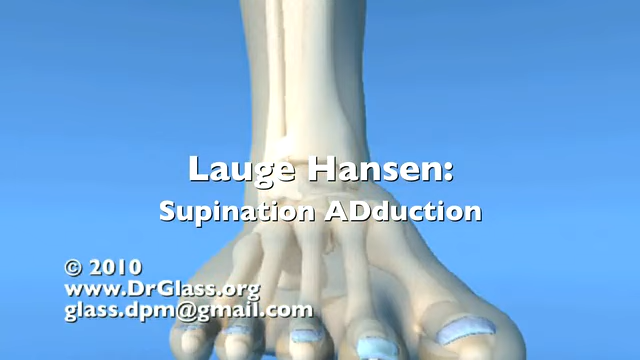 Lauge Hansen:
Supination ADduction
© 2010
www.DrGlass.org
glass.dpm@gmail.com